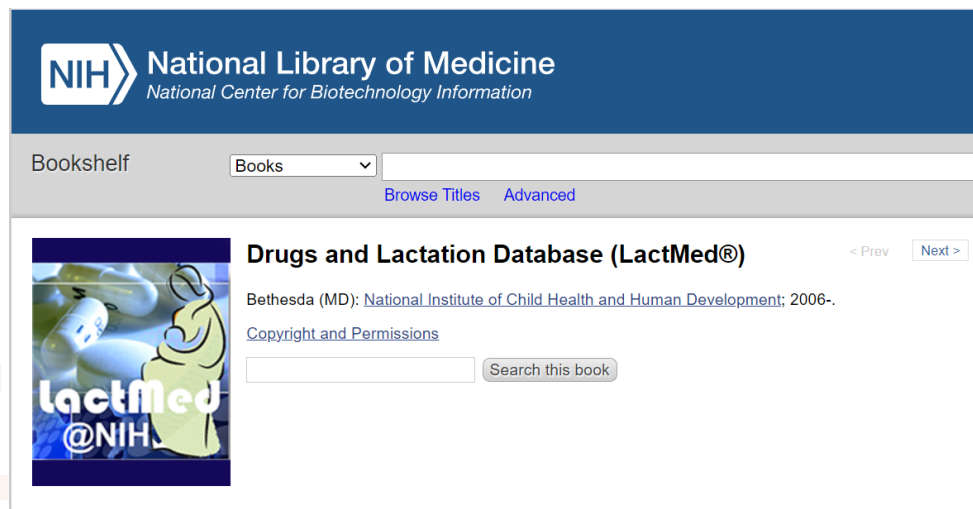 NIH
National Library of Medicine
National Center for Biotechnology Information
Bookshelf
Books
Browse Titles Advanced
Drugs and Lactation Database (LactMed®)
< Prev Next >
Bethesda (MD): National Institute of Child Health and Human Development; 2006-.
Copyright and Permissions
Search this book
LactMed
@NIH